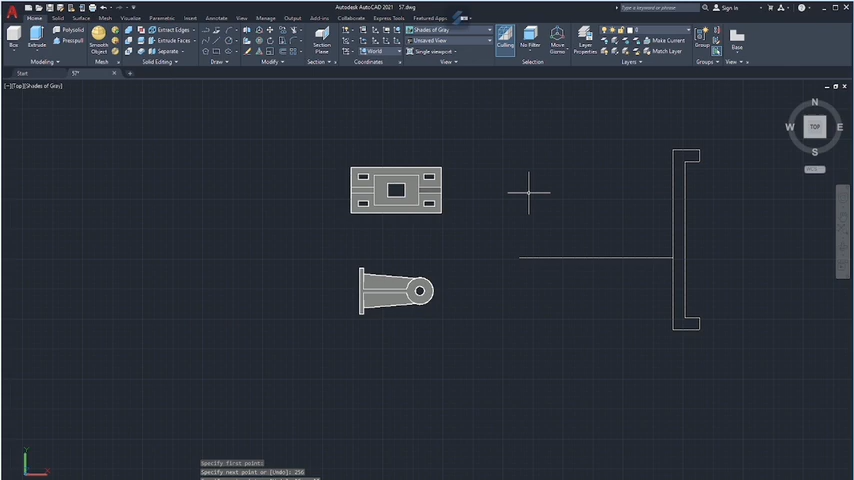 Autodesk AutoCAD 2021 57.dwg
Type a keyword or phrase
Sign in
Home Solid Surface Mesh Visualize Parametric Insert Annotate View Manage Output Add-ins Collaborate Express Tools Featured Apps
Box Extrude Polysolid Presspull
Smooth Object
Extract Edges
Extrude Faces
Separate
Section Plane
World
Shades of Gray
Unsaved View
Single viewport
Culling No Filter Move Gizmo
Layer Properties
0
Make Current
Match Layer
Group
Base
Modeling Mesh Solid Editing Draw Modify Section Coordinates View Selection Layers Groups View
Start 57*
[−][Top][Shades of Gray]
N
W TOP E
S
WCS
Y
X
Specify first point:
Specify next point or [Undo]: 256